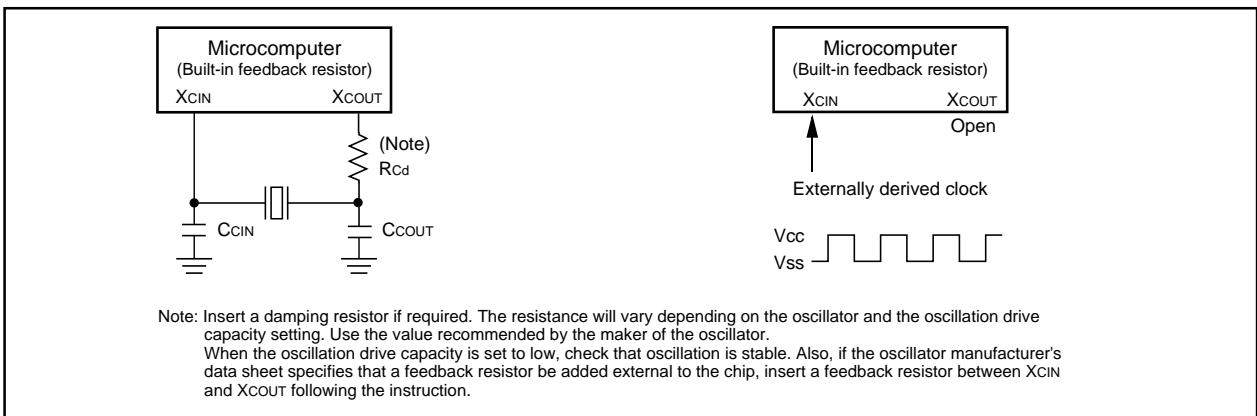 Microcomputer
(Built-in feedback resistor)
XCIN XCOUT
(Note)
RCd
CCIN CCOUT
Microcomputer
(Built-in feedback resistor)
XCIN XCOUT
Open
Externally derived clock
Vcc
Vss
Note: Insert a damping resistor if required. The resistance will vary depending on the oscillator and the oscillation drive
capacity setting. Use the value recommended by the maker of the oscillator.
When the oscillation drive capacity is set to low, check that oscillation is stable. Also, if the oscillator manufacturer's
data sheet specifies that a feedback resistor be added external to the chip, insert a feedback resistor between XCIN
and XCOUT following the instruction.